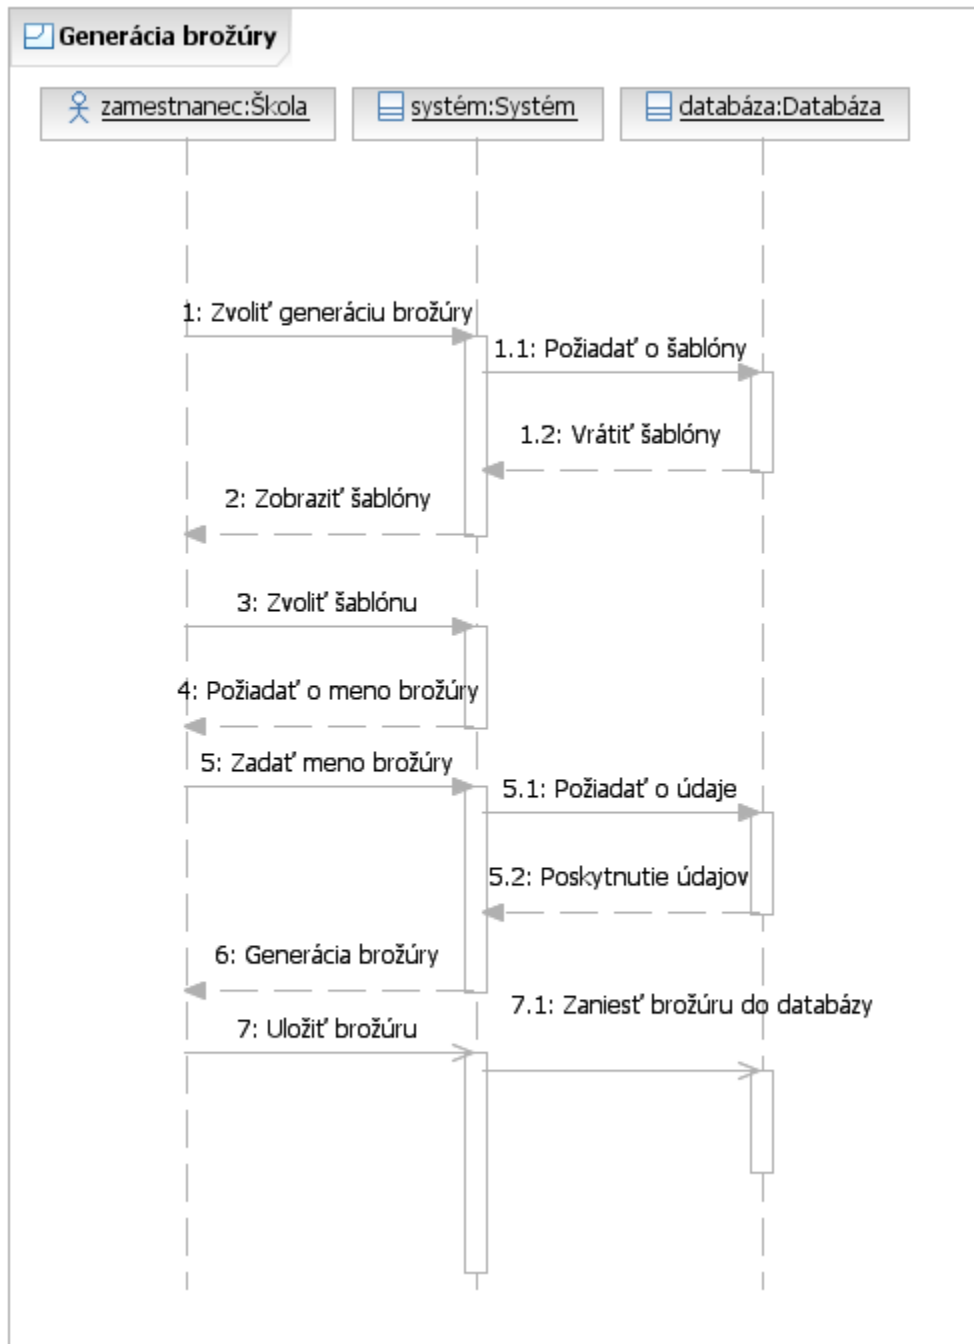 Generácia brožúry
zamestnanec:Škola
systém:Systém
databáza:Databáza
1: Zvoliť generáciu brožúry
1.1: Požiadať o šablóny
1.2: Vrátiť šablóny
2: Zobraziť šablóny
3: Zvoliť šablónu
4: Požiadať o meno brožúry
5: Zadať meno brožúry
5.1: Požiadať o údaje
5.2: Poskytnutie údajov
6: Generácia brožúry
7.1: Zaniesť brožúru do databázy
7: Uložiť brožúru